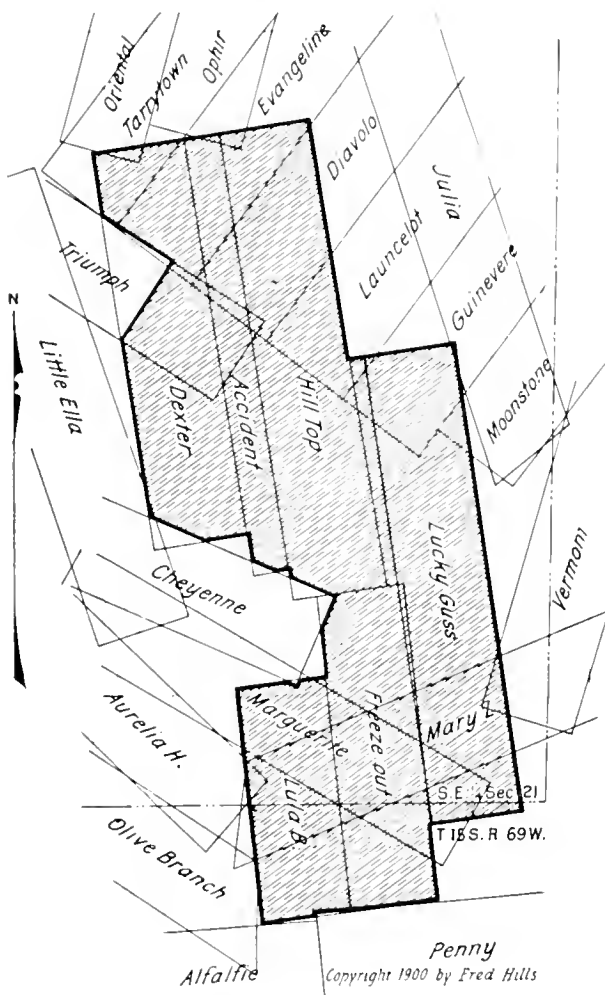 Oriental
Tarrytown
Ophir
Evangeline
Diavolo
Julia
Launcelot
Guinevere
Moonstone
Triumph
N
Little Ella
Dexter
Accident
Hill Top
Lucky Guss
Vermont
Cheyenne
Aurelia H.
Marguerite
Freeze out
Mary L
Lula B.
S.E. ¼ Sec. 21
T 15 S. R 69 W.
Olive Branch
Alfalfie
Penny
Copyright 1900 by Fred Hills